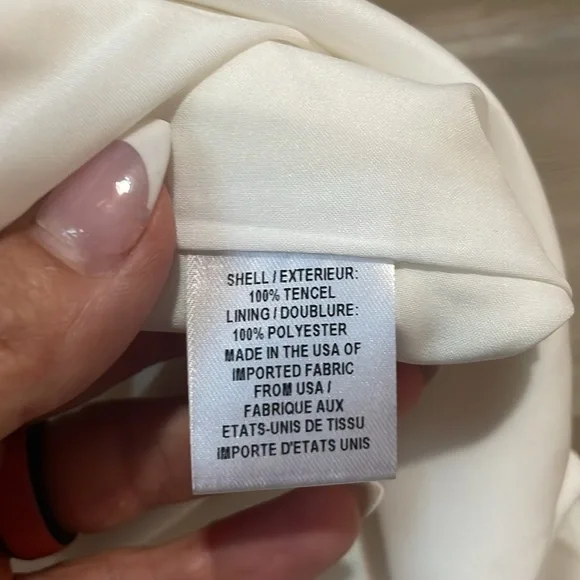 SHELL / EXTERIEUR:
100% TENCEL
LINING / DOUBLURE:
100% POLYESTER
MADE IN THE USA OF
IMPORTED FABRIC
FROM USA /
FABRIQUE AUX
ETATS-UNIS DE TISSU
IMPORTE D'ETATS UNIS